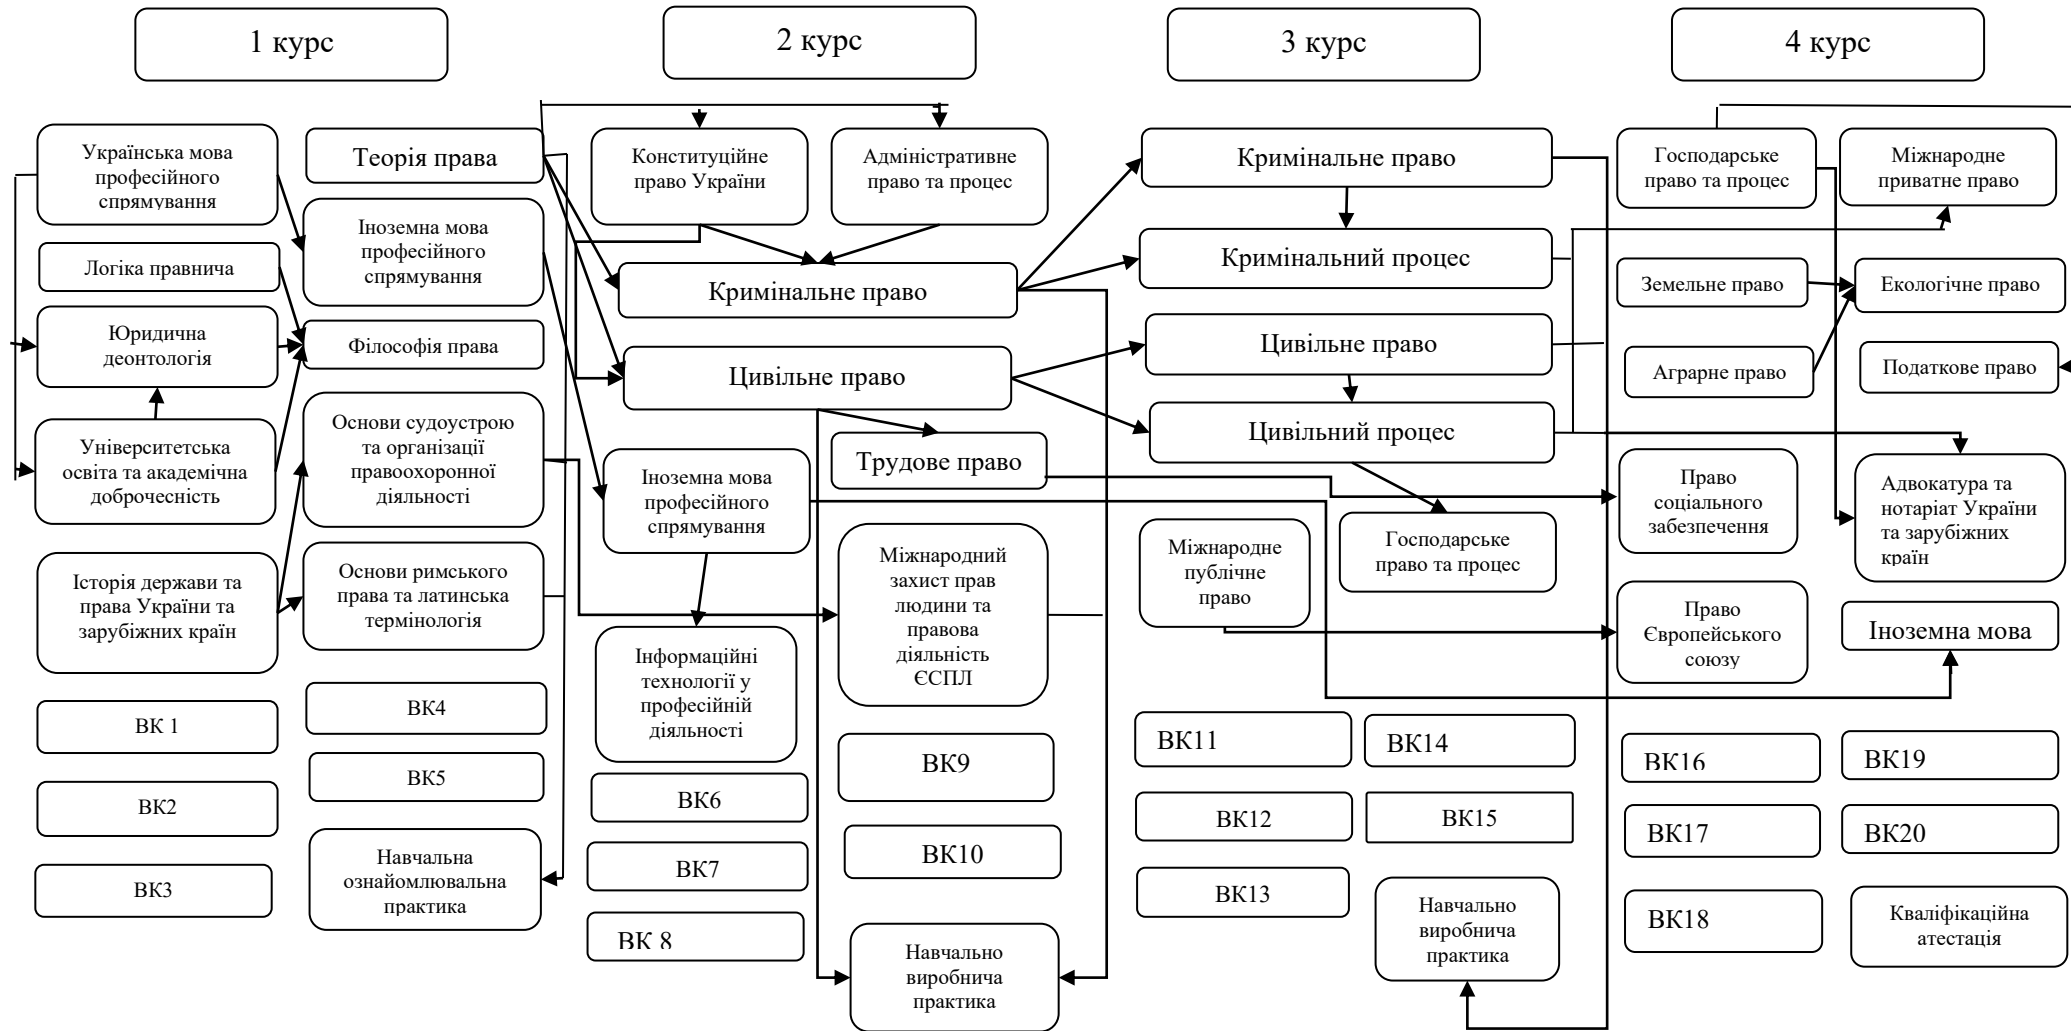 1 курс
2 курс
3 курс
4 курс
Українська мова
професійного
спрямування
Логіка правнича
Юридична
деонтологія
Університетська
освіта та академічна
доброчесність
Історія держави та
права України та
зарубіжних країн
ВК 1
ВК2
ВК3
Теорія права
Іноземна мова
професійного
спрямування
Філософія права
Основи судоустрою
та організації
правоохоронної
діяльності
Основи римського
права та латинська
термінологія
ВК4
ВК5
Навчальна
ознайомлювальна
практика
Конституційне
право України
Адміністративне
право та процес
Кримінальне право
Цивільне право
Трудове право
Іноземна мова
професійного
спрямування
Міжнародний
захист прав
людини та
правова
діяльність
ЄСПЛ
Інформаційні
технології у
професійній
діяльності
ВК6
ВК7
ВК 8
ВК9
ВК10
Навчально
виробнича
практика
Кримінальне право
Кримінальний процес
Цивільне право
Цивільний процес
Міжнародне
публічне
право
Господарське
право та процес
ВК11
ВК12
ВК13
ВК14
ВК15
Навчально
виробнича
практика
Господарське
право та процес
Земельне право
Аграрне право
Право
соціального
забезпечення
Право
Європейського
союзу
ВК16
ВК17
ВК18
Міжнародне
приватне право
Екологічне право
Податкове право
Адвокатура та
нотаріат України
та зарубіжних
країн
Іноземна мова
ВК19
ВК20
Кваліфікаційна
атестація